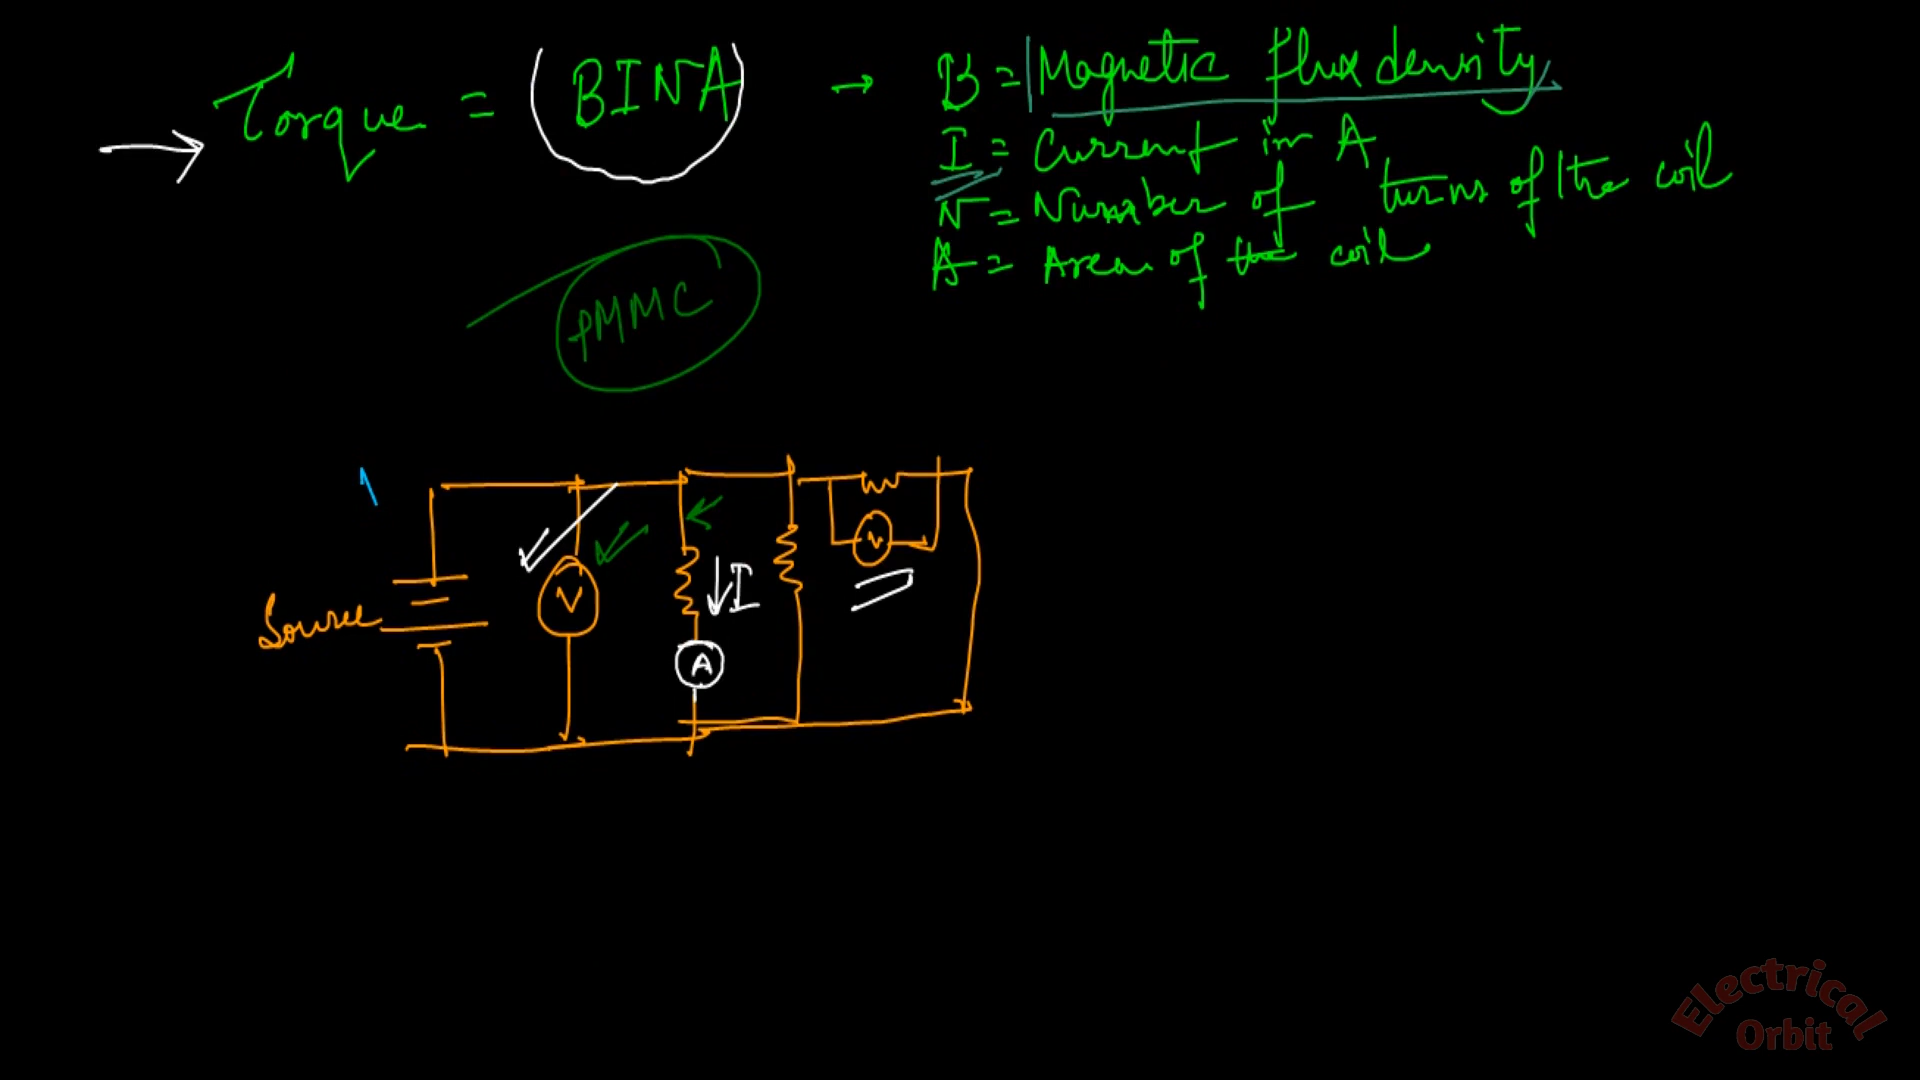 Torque = (BINA) → B = Magnetic flux density
I = Current in A
N = Number of turns of the coil
A = Area of the coil
PMMC
Source
V
I
A
V
Electrical
Orbit